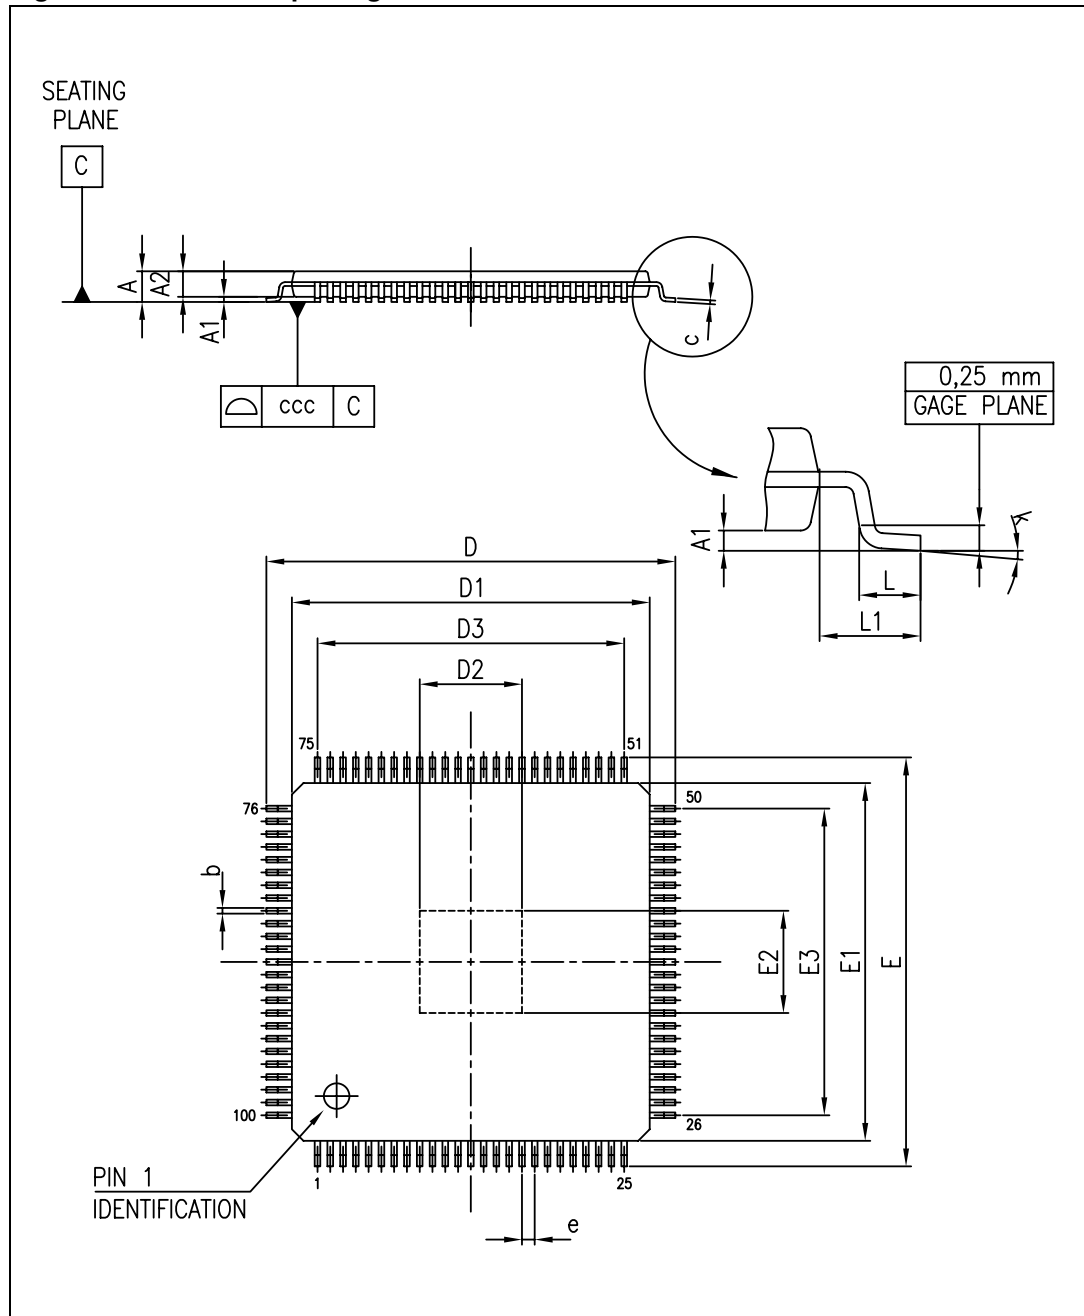 SEATING
PLANE
C
A
A2
A1
c
ccc
C
0,25 mm
GAGE PLANE
A1
k
L
L1
D
D1
D3
D2
75
51
76
50
b
E2
E3
E1
E
100
26
PIN 1
IDENTIFICATION
1
25
e